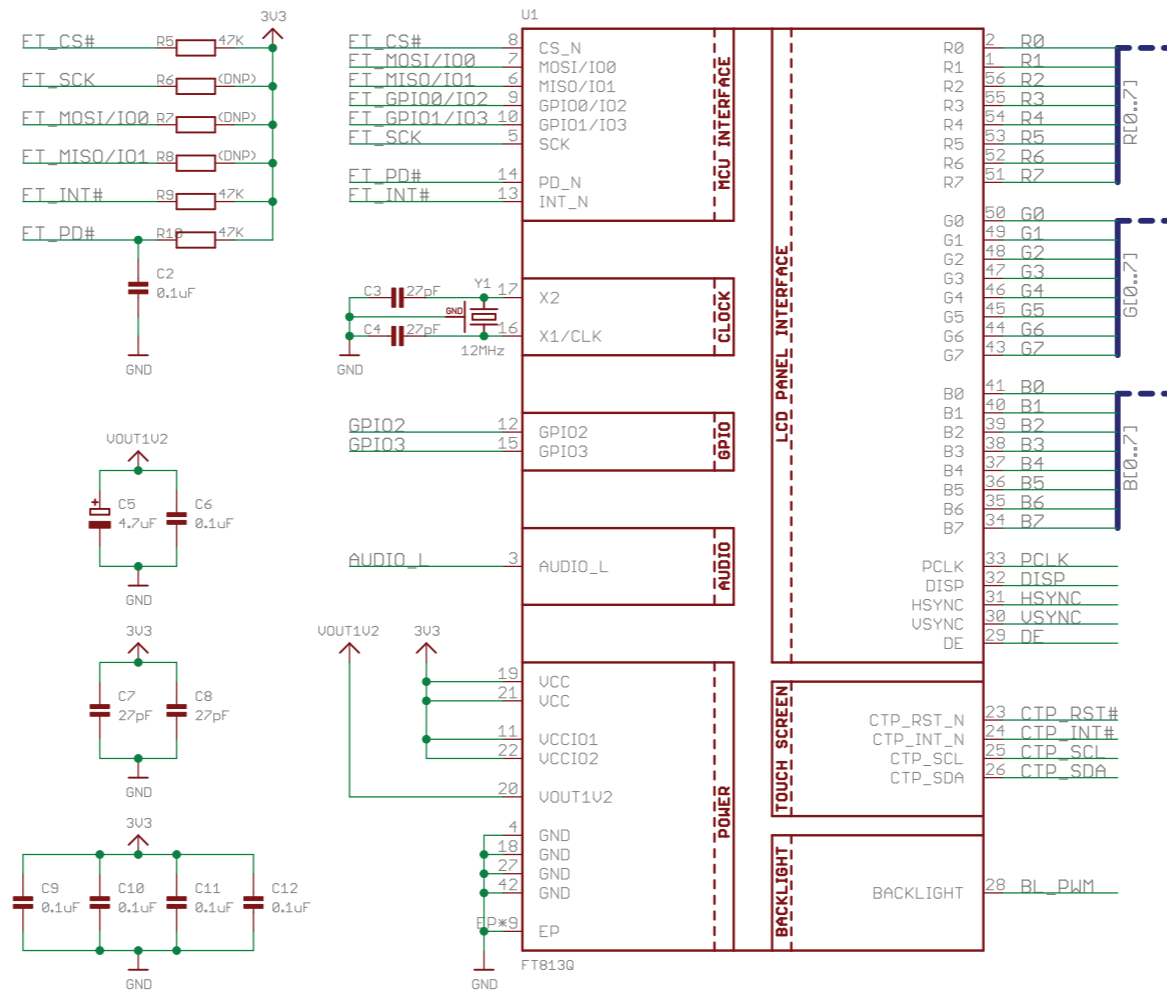 3V3
FT_CS# R5 47K
FT_SCK R6 (DNP)
FT_MOSI/IO0 R7 (DNP)
FT_MISO/IO1 R8 (DNP)
FT_INT# R9 47K
FT_PD# R10 47K
C2
0.1uF
GND
VOUT1V2
C5
4.7uF
C6
0.1uF
GND
3V3
C7
27pF
C8
27pF
GND
3V3
C9
0.1uF
C10
0.1uF
C11
0.1uF
C12
0.1uF
GND
U1
FT_CS# 8 CS_N
FT_MOSI/IO0 7 MOSI/IO0
FT_MISO/IO1 6 MISO/IO1
FT_GPIO0/IO2 9 GPIO0/IO2
FT_GPIO1/IO3 10 GPIO1/IO3
FT_SCK 5 SCK
FT_PD# 14 PD_N
FT_INT# 13 INT_N
MCU INTERFACE
C3 27pF Y1 17 X2
GND
C4 27pF 16 X1/CLK
12MHz
GND
CLOCK
GPIO2 12 GPIO2
GPIO3 15 GPIO3
GPIO
AUDIO_L 3 AUDIO_L
AUDIO
VOUT1V2 3V3
19 VCC
21 VCC
11 VCCIO1
22 VCCIO2
20 VOUT1V2
4 GND
18 GND
27 GND
42 GND
EP*9 EP
POWER
GND
FT813Q
LCD PANEL INTERFACE
R0 2 R0
R1 1 R1
R2 56 R2
R3 55 R3
R4 54 R4
R5 53 R5
R6 52 R6
R7 51 R7
R[0..7]
G0 50 G0
G1 49 G1
G2 48 G2
G3 47 G3
G4 46 G4
G5 45 G5
G6 44 G6
G7 43 G7
G[0..7]
B0 41 B0
B1 40 B1
B2 39 B2
B3 38 B3
B4 37 B4
B5 36 B5
B6 35 B6
B7 34 B7
B[0..7]
PCLK 33 PCLK
DISP 32 DISP
HSYNC 31 HSYNC
VSYNC 30 VSYNC
DE 29 DE
TOUCH SCREEN
CTP_RST_N 23 CTP_RST#
CTP_INT_N 24 CTP_INT#
CTP_SCL 25 CTP_SCL
CTP_SDA 26 CTP_SDA
BACKLIGHT
BACKLIGHT 28 BL_PWM